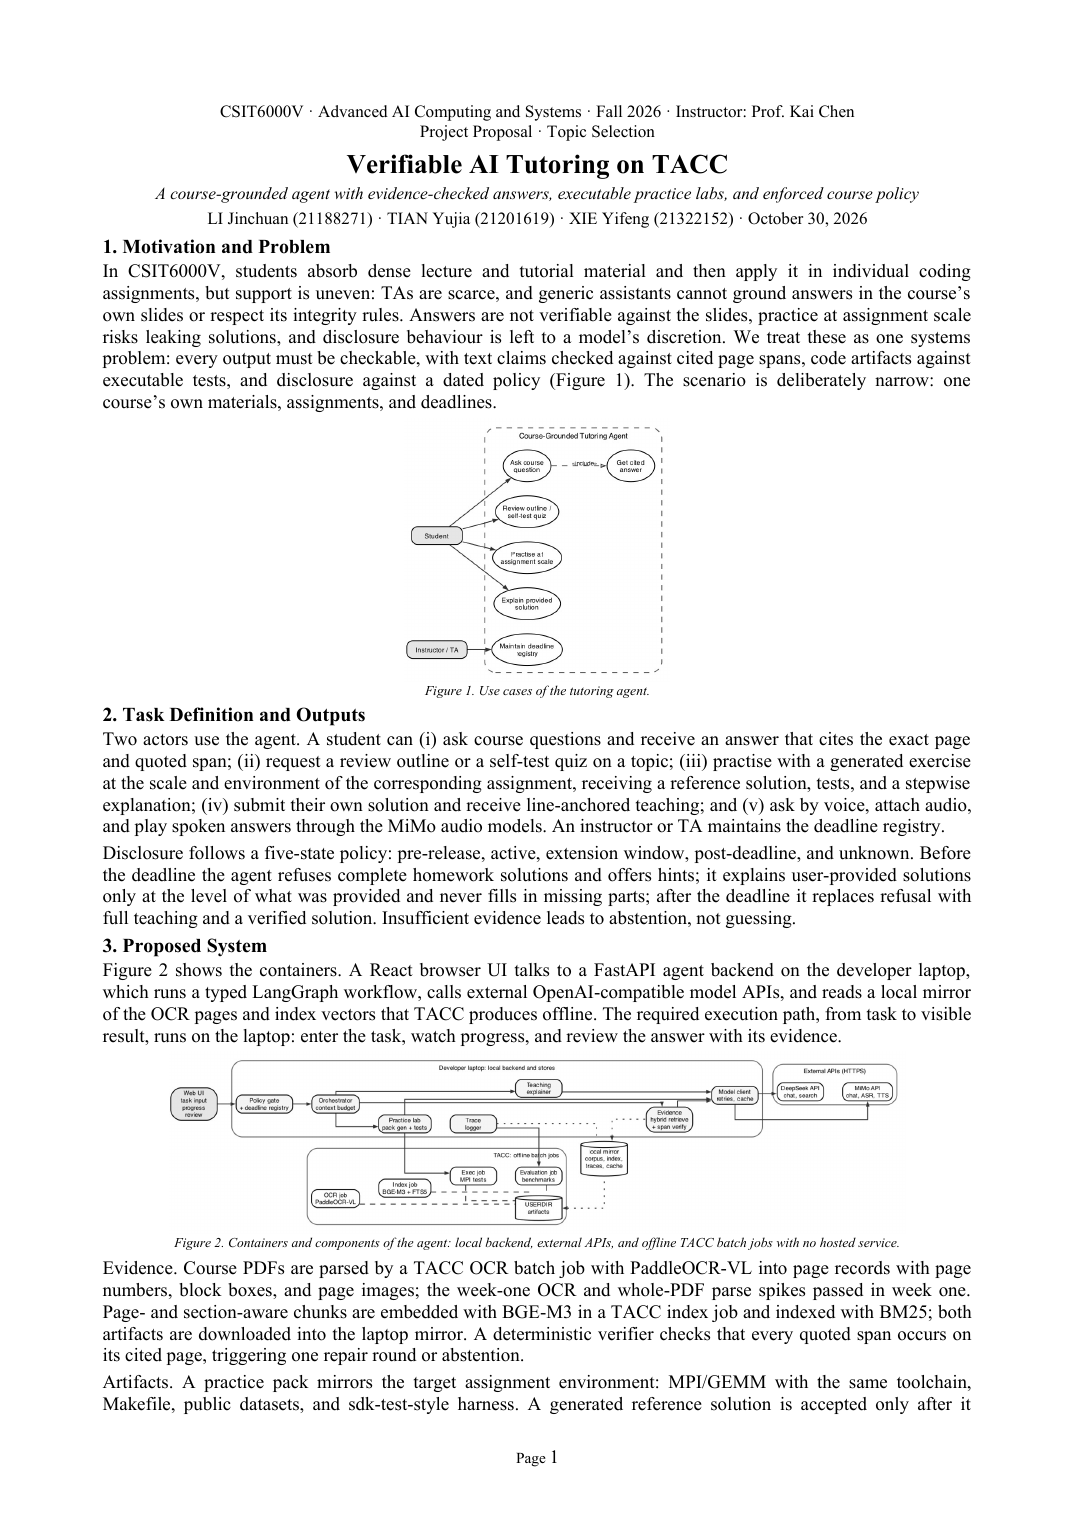 CSIT6000V · Advanced AI Computing and Systems · Fall 2026 · Instructor: Prof. Kai Chen
Project Proposal · Topic Selection
Verifiable AI Tutoring on TACC
A course-grounded agent with evidence-checked answers, executable practice labs, and enforced course policy
LI Jinchuan (21188271) · TIAN Yujia (21201619) · XIE Yifeng (21322152) · October 30, 2026
1. Motivation and Problem
In CSIT6000V, students absorb dense lecture and tutorial material and then apply it in individual coding
assignments, but support is uneven: TAs are scarce, and generic assistants cannot ground answers in the course’s
own slides or respect its integrity rules. Answers are not verifiable against the slides, practice at assignment scale
risks leaking solutions, and disclosure behaviour is left to a model’s discretion. We treat these as one systems
problem: every output must be checkable, with text claims checked against cited page spans, code artifacts against
executable tests, and disclosure against a dated policy (Figure 1). The scenario is deliberately narrow: one
course’s own materials, assignments, and deadlines.
Course-Grounded Tutoring Agent
Ask course
question
Get cited
answer
Review outline /
self-test quiz
Student
Practise at
assignment scale
Explain provided
solution
Instructor / TA
Maintain deadline
registry
Figure 1. Use cases of the tutoring agent.
2. Task Definition and Outputs
Two actors use the agent. A student can (i) ask course questions and receive an answer that cites the exact page
and quoted span; (ii) request a review outline or a self-test quiz on a topic; (iii) practise with a generated exercise
at the scale and environment of the corresponding assignment, receiving a reference solution, tests, and a stepwise
explanation; (iv) submit their own solution and receive line-anchored teaching; and (v) ask by voice, attach audio,
and play spoken answers through the MiMo audio models. An instructor or TA maintains the deadline registry.
Disclosure follows a five-state policy: pre-release, active, extension window, post-deadline, and unknown. Before
the deadline the agent refuses complete homework solutions and offers hints; it explains user-provided solutions
only at the level of what was provided and never fills in missing parts; after the deadline it replaces refusal with
full teaching and a verified solution. Insufficient evidence leads to abstention, not guessing.
3. Proposed System
Figure 2 shows the containers. A React browser UI talks to a FastAPI agent backend on the developer laptop,
which runs a typed LangGraph workflow, calls external OpenAI-compatible model APIs, and reads a local mirror
of the OCR pages and index vectors that TACC produces offline. The required execution path, from task to visible
result, runs on the laptop: enter the task, watch progress, and review the answer with its evidence.
Developer laptop: local backend and stores
External APIs (HTTPS)
Web UI
task input
progress
review
Policy gate
+ deadline registry
Orchestrator
context budget
Teaching
explainer
Model client
retries, cache
DeepSeek API
chat, search
MiMo API
chat, ASR, TTS
Practice lab
pack gen + tests
Trace
logger
Evidence
hybrid retrieve
+ span verify
local mirror
corpus, index,
traces, cache
TACC: offline batch jobs
Exec job
MPI tests
Evaluation job
benchmarks
Index job
BGE-M3 + FTS5
OCR job
PaddleOCR-VL
USERDIR
artifacts
Figure 2. Containers and components of the agent: local backend, external APIs, and offline TACC batch jobs with no hosted service.
Evidence. Course PDFs are parsed by a TACC OCR batch job with PaddleOCR-VL into page records with page
numbers, block boxes, and page images; the week-one OCR and whole-PDF parse spikes passed in week one.
Page- and section-aware chunks are embedded with BGE-M3 in a TACC index job and indexed with BM25; both
artifacts are downloaded into the laptop mirror. A deterministic verifier checks that every quoted span occurs on
its cited page, triggering one repair round or abstention.
Artifacts. A practice pack mirrors the target assignment environment: MPI/GEMM with the same toolchain,
Makefile, public datasets, and sdk-test-style harness. A generated reference solution is accepted only after it
Page 1